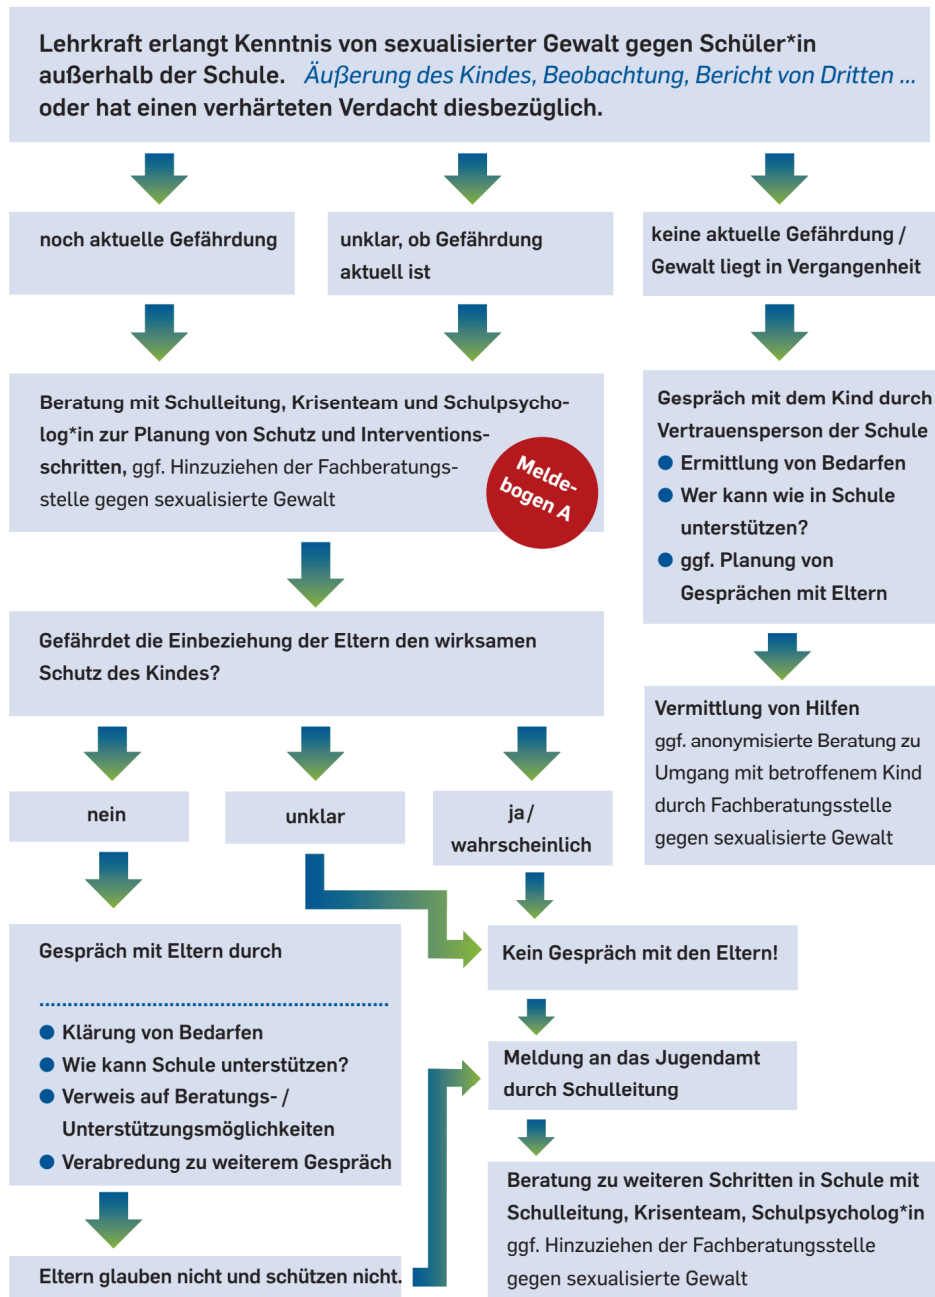 Lehrkraft erlangt Kenntnis von sexualisierter Gewalt gegen Schüler*in
außerhalb der Schule. Äußerung des Kindes, Beobachtung, Bericht von Dritten ...
oder hat einen verhärteten Verdacht diesbezüglich.
noch aktuelle Gefährdung
unklar, ob Gefährdung
aktuell ist
keine aktuelle Gefährdung /
Gewalt liegt in Vergangenheit
Beratung mit Schulleitung, Krisenteam und Schulpsycho-
log*in zur Planung von Schutz und Interventions-
schritten, ggf. Hinzuziehen der Fachberatungs-
stelle gegen sexualisierte Gewalt
Melde-
bogen A
Gespräch mit dem Kind durch
Vertrauensperson der Schule
● Ermittlung von Bedarfen
● Wer kann wie in Schule
unterstützen?
● ggf. Planung von
Gesprächen mit Eltern
Gefährdet die Einbeziehung der Eltern den wirksamen
Schutz des Kindes?
Vermittlung von Hilfen
ggf. anonymisierte Beratung zu
Umgang mit betroffenem Kind
durch Fachberatungsstelle
gegen sexualisierte Gewalt
nein
unklar
ja/
wahrscheinlich
Gespräch mit Eltern durch
● Klärung von Bedarfen
● Wie kann Schule unterstützen?
● Verweis auf Beratungs- /
Unterstützungsmöglichkeiten
● Verabredung zu weiterem Gespräch
Eltern glauben nicht und schützen nicht.
Kein Gespräch mit den Eltern!
Meldung an das Jugendamt
durch Schulleitung
Beratung zu weiteren Schritten in Schule mit
Schulleitung, Krisenteam, Schulpsycholog*in
ggf. Hinzuziehen der Fachberatungsstelle
gegen sexualisierte Gewalt